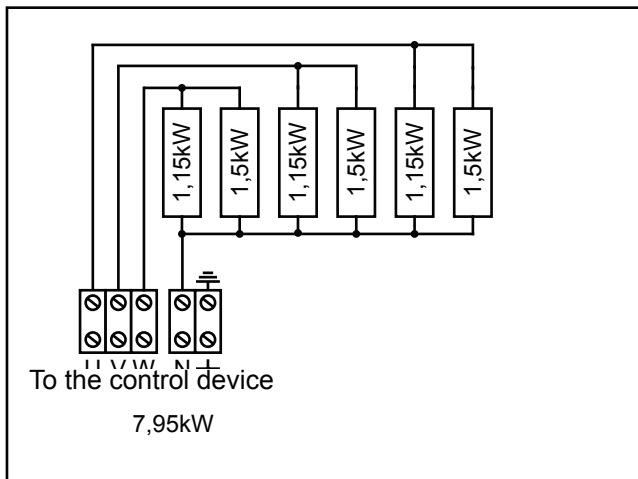 1,15kW 1,5kW 1,15kW 1,5kW 1,15kW 1,5kW
U V W N
To the control device
7,95kW